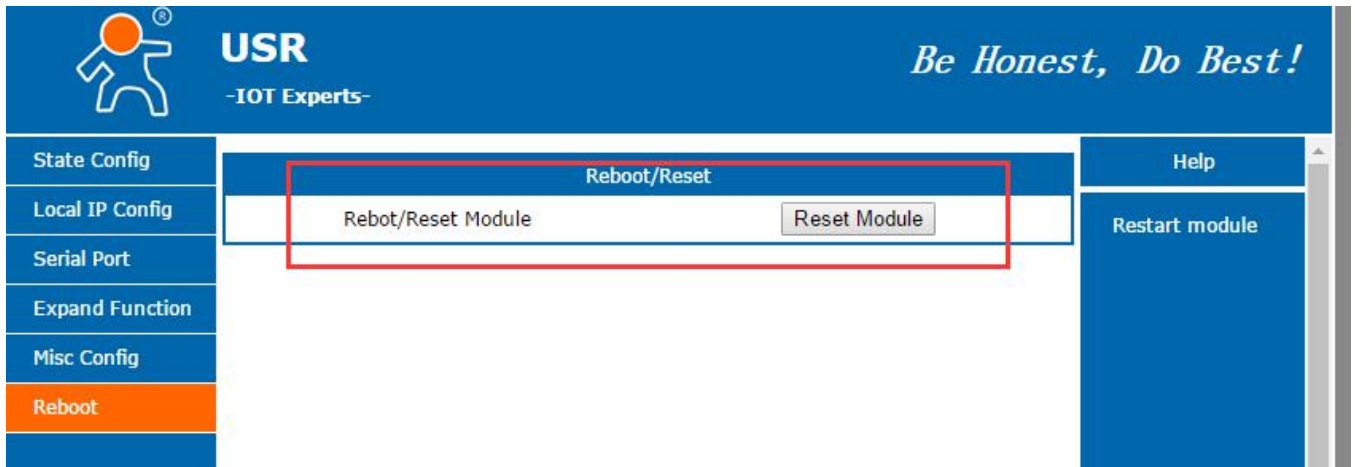 ®
USR
-IOT Experts-
Be Honest, Do Best!
State Config
Local IP Config
Serial Port
Expand Function
Misc Config
Reboot
Reboot/Reset
Rebot/Reset Module
Reset Module
Help
Restart module